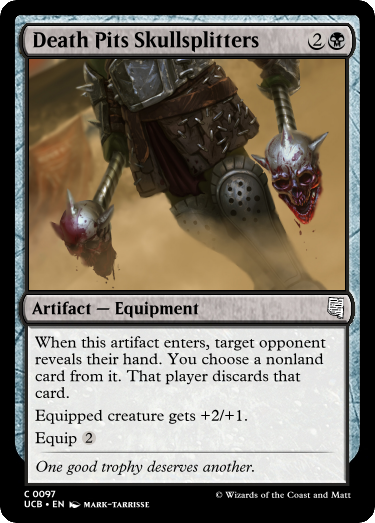 Death Pits Skullsplitters 2
Artifact — Equipment
When this artifact enters, target opponent
reveals their hand. You choose a nonland
card from it. That player discards that
card.
Equipped creature gets +2/+1.
Equip 2
One good trophy deserves another.
C 0097
UCB • EN MARK-TARRISSE
© Wizards of the Coast and Matt